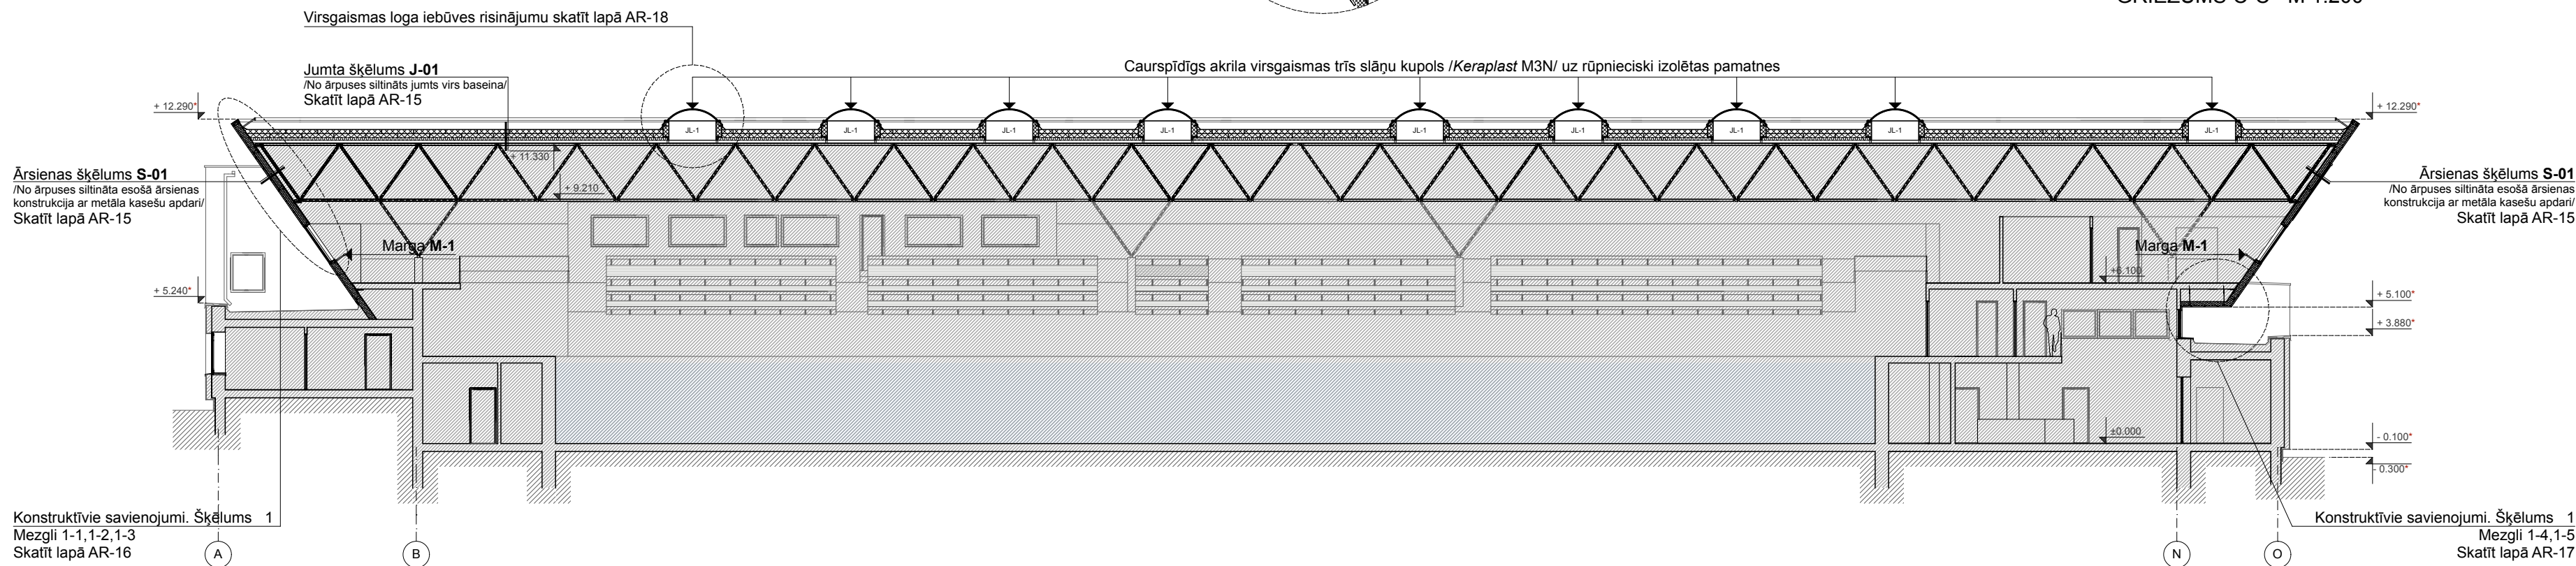 Virsgaismas loga iebūves risinājumu skatīt lapā AR-18
Jumta šķēlums J-01
/No ārpuses siltināts jumts virs baseina/
Skatīt lapā AR-15
Caurspīdīgs akrila virsgaismas trīs slāņu kupols /Keraplast M3N/ uz rūpnieciski izolētas pamatnes
+ 12.290*
+ 12.290*
JL-1
JL-1
JL-1
JL-1
JL-1
JL-1
JL-1
JL-1
JL-1
+ 11.330
+ 9.210
Ārsienas šķēlums S-01
/No ārpuses siltināta esošā ārsienas
konstrukcija ar metāla kasešu apdari/
Skatīt lapā AR-15
Ārsienas šķēlums S-01
/No ārpuses siltināta esošā ārsienas
konstrukcija ar metāla kasešu apdari/
Skatīt lapā AR-15
Marga M-1
Marga M-1
+6.100
+ 5.240*
+ 5.100*
+ 3.880*
±0.000
- 0.100*
- 0.300*
Konstruktīvie savienojumi. Šķēlums 1
Mezgli 1-1,1-2,1-3
Skatīt lapā AR-16
Konstruktīvie savienojumi. Šķēlums 1
Mezgli 1-4,1-5
Skatīt lapā AR-17
A
B
N
O